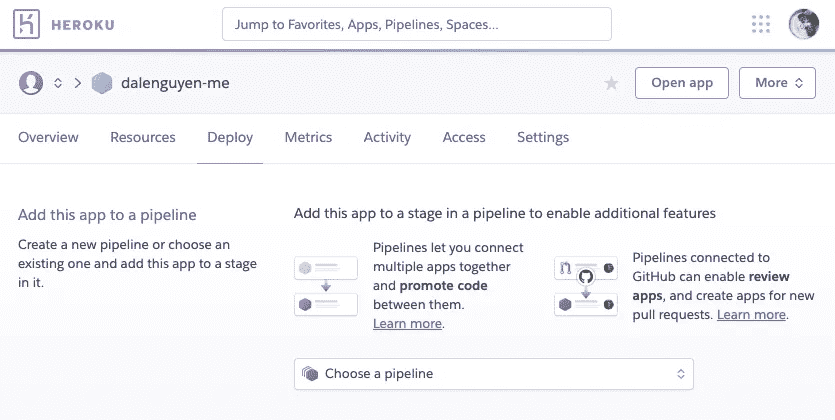 HEROKU
Jump to Favorites, Apps, Pipelines, Spaces...
dalenguyen-me
Open app
More
Overview Resources Deploy Metrics Activity Access Settings
Add this app to a pipeline
Create a new pipeline or choose an
existing one and add this app to a stage
in it.
Add this app to a stage in a pipeline to enable additional features
Pipelines let you connect
multiple apps together
and promote code
between them.
Learn more.
Pipelines connected to
GitHub can enable review
apps, and create apps for new
pull requests. Learn more.
Choose a pipeline